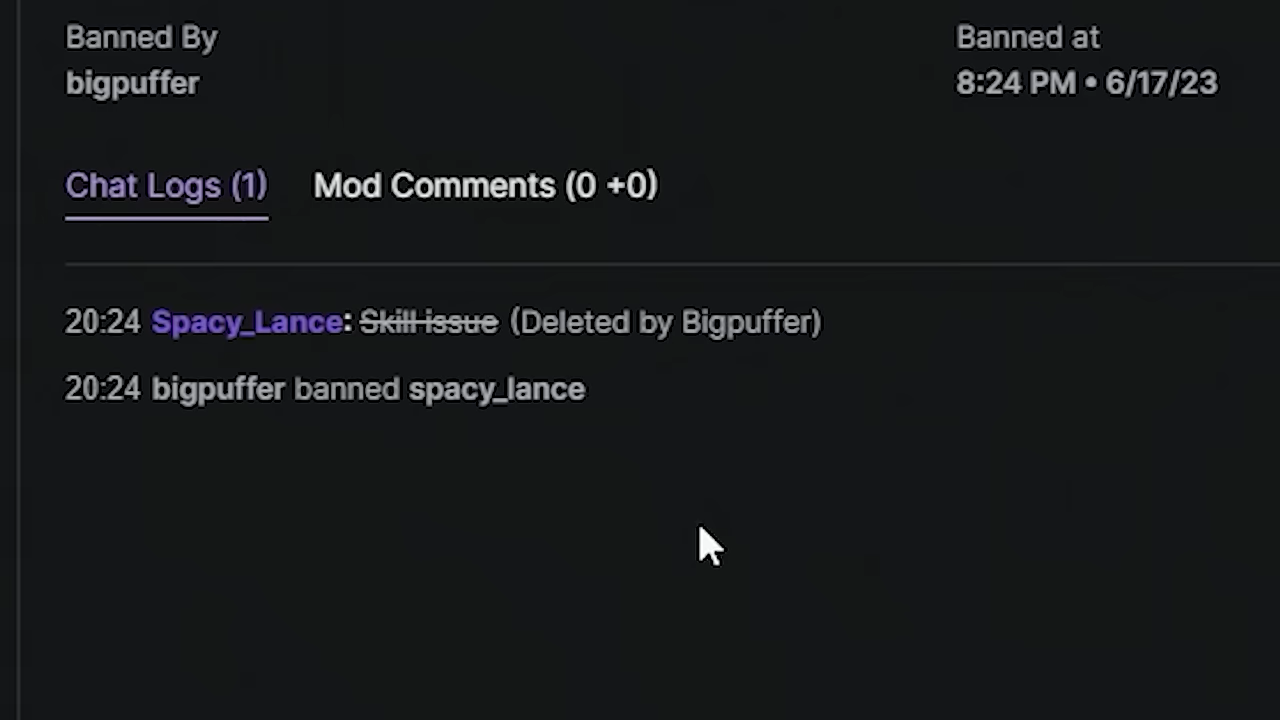 Banned By
Banned at
bigpuffer
8:24 PM • 6/17/23
Chat Logs (1)
Mod Comments (0 +0)
20:24 Spacy_Lance: Skill issue (Deleted by Bigpuffer)
20:24 bigpuffer banned spacy_lance